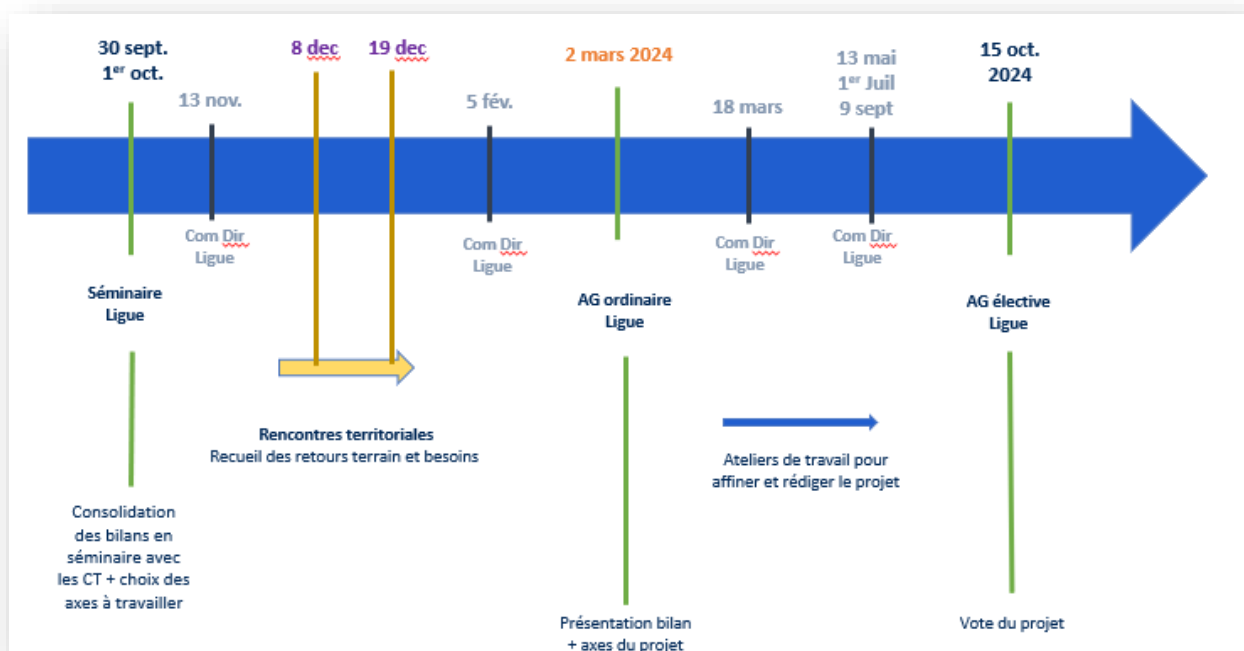 30 sept.
1er oct.
13 nov.
8 dec
19 dec
5 fév.
2 mars 2024
18 mars
13 mai
1er Juil
9 sept
15 oct.
2024
Com Dir
Ligue
Com Dir
Ligue
Com Dir
Ligue
Com Dir
Ligue
Séminaire
Ligue
AG ordinaire
Ligue
AG élective
Ligue
Rencontres territoriales
Recueil des retours terrain et besoins
Ateliers de travail pour
affiner et rédiger le projet
Consolidation
des bilans en
séminaire avec
les CT + choix des
axes à travailler
Présentation bilan
+ axes du projet
Vote du projet